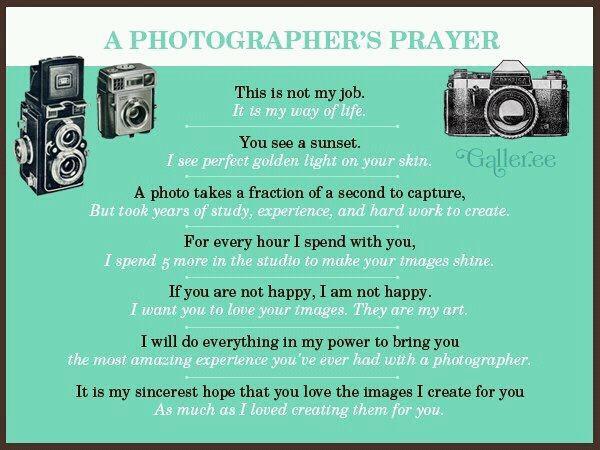 A PHOTOGRAPHER'S PRAYER
This is not my job.
It is my way of life.
You see a sunset.
I see perfect golden light on your skin.
A photo takes a fraction of a second to capture,
But took years of study, experience, and hard work to create.
For every hour I spend with you,
I spend 5 more in the studio to make your images shine.
If you are not happy, I am not happy.
I want you to love your images. They are my art.
I will do everything in my power to bring you
the most amazing experience you've ever had with a photographer.
It is my sincerest hope that you love the images I create for you
As much as I loved creating them for you.
PRAKTICA
Galler.ee